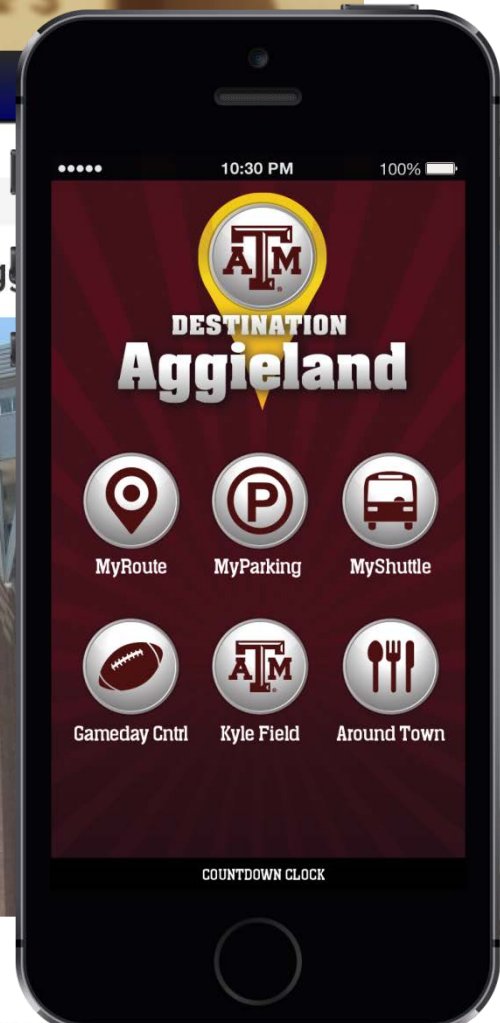 10:30 PM 100%
ATM
DESTINATION
Aggieland
P
MyRoute MyParking MyShuttle
ATM
Gameday Cntrl Kyle Field Around Town
COUNTDOWN CLOCK